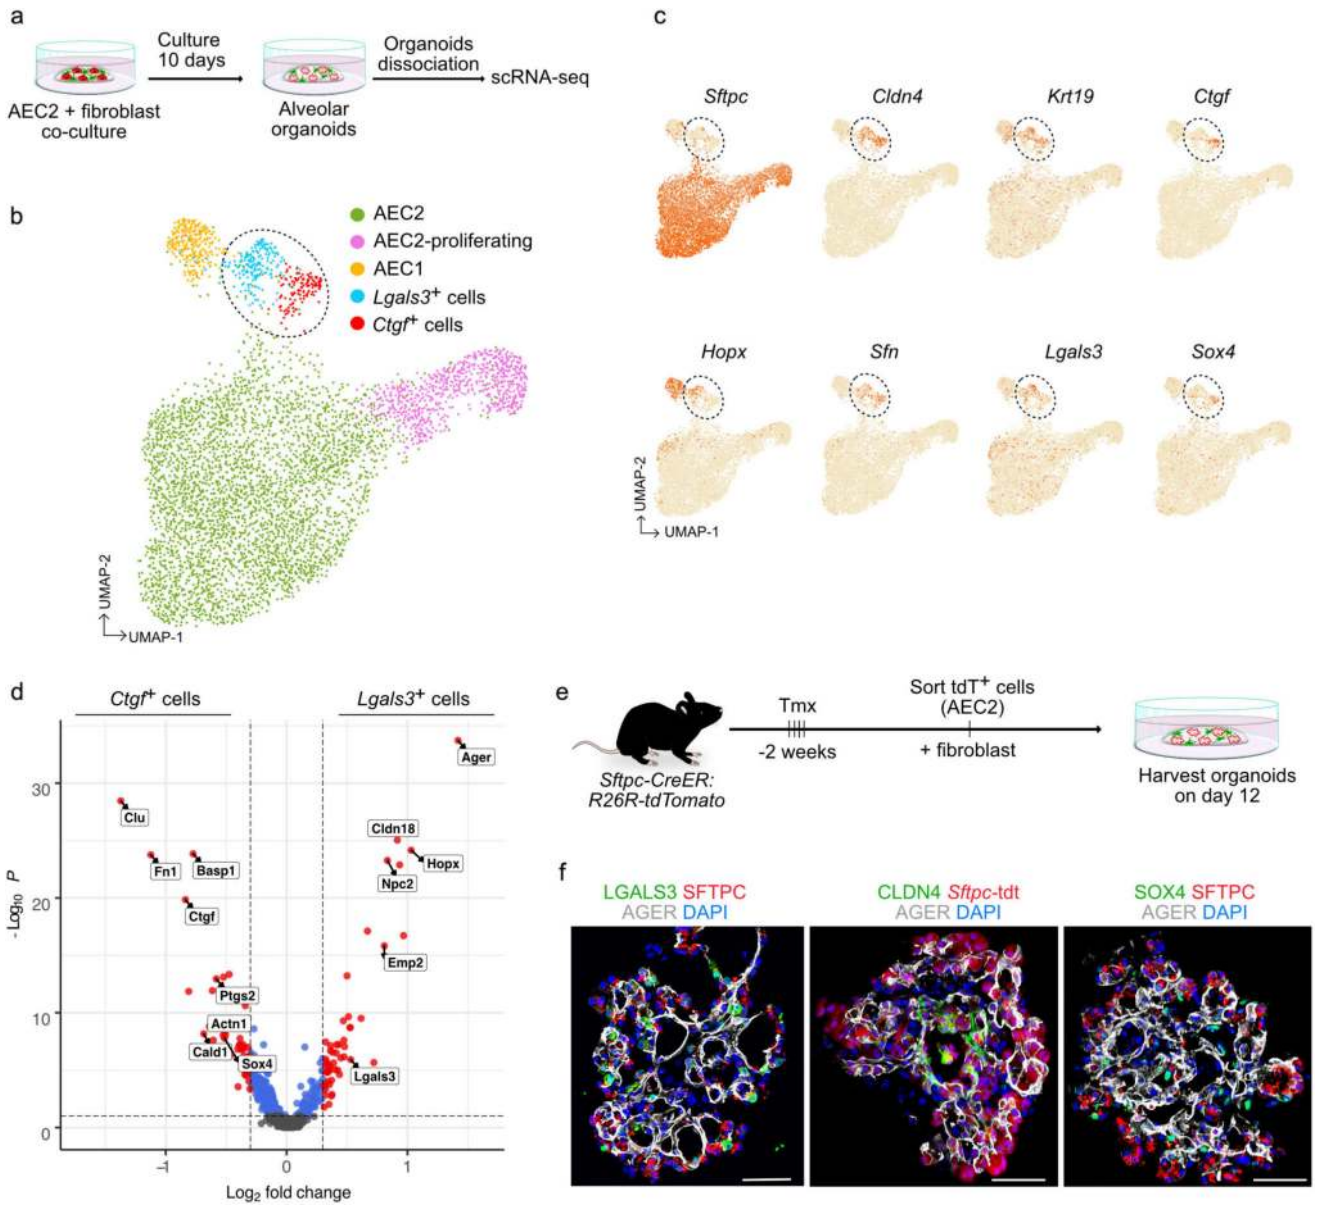 a
Culture
10 days
Organoids
dissociation
scRNA-seq
AEC2 + fibroblast
co-culture
Alveolar
organoids
b
AEC2
AEC2-proliferating
AEC1
Lgals3+ cells
Ctgf+ cells
UMAP-2
UMAP-1
c
Sftpc
Cldn4
Krt19
Ctgf
Hopx
Sfn
Lgals3
Sox4
UMAP-2
UMAP-1
d
Ctgf+ cells
Lgals3+ cells
- Log10 P
30
20
10
0
Ager
Clu
Cldn18
Fn1
Basp1
Hopx
Npc2
Ctgf
Emp2
Ptgs2
Actn1
Cald1
Sox4
Lgals3
-1
0
1
Log2 fold change
e
Sftpc-CreER:
R26R-tdTomato
Tmx
-2 weeks
Sort tdT+ cells
(AEC2)
+ fibroblast
Harvest organoids
on day 12
f
LGALS3 SFTPC
AGER DAPI
CLDN4 Sftpc-tdt
AGER DAPI
SOX4 SFTPC
AGER DAPI